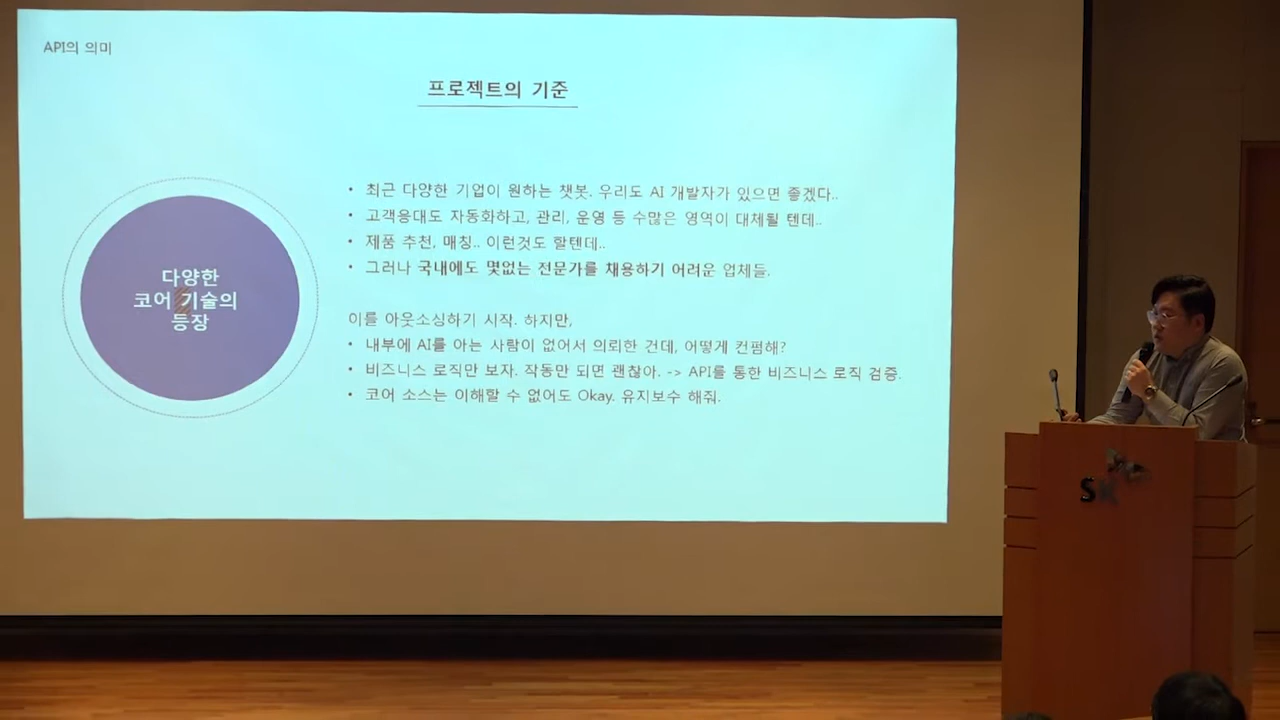 API의 의미
프로젝트의 기준
다양한
코어 기술의
등장
• 최근 다양한 기업이 원하는 챗봇. 우리도 AI 개발자가 있으면 좋겠다..
• 고객응대도 자동화하고, 관리, 운영 등 수많은 영역이 대체될 텐데..
• 제품 추천, 매칭.. 이런것도 할텐데..
• 그러나 국내에도 몇없는 전문가를 채용하기 어려운 업체들.
이를 아웃소싱하기 시작. 하지만,
• 내부에 AI를 아는 사람이 없어서 의뢰한 건데, 어떻게 컨펌해?
• 비즈니스 로직만 보자. 작동만 되면 괜찮아. -> API를 통한 비즈니스 로직 검증.
• 코어 소스는 이해할 수 없어도 Okay. 유지보수 해줘.
SK